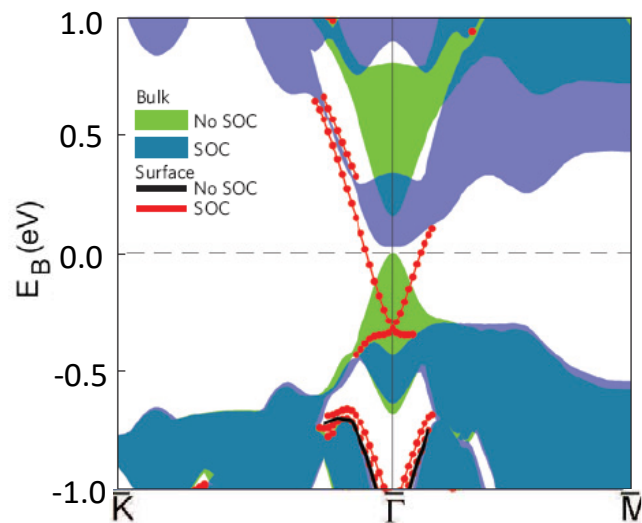 1.0
Bulk
No SOC
0.5
SOC
Surface
No SOC
SOC
E_B(eV)
0.0
-0.5
-1.0
K̅
Γ̅
M̅